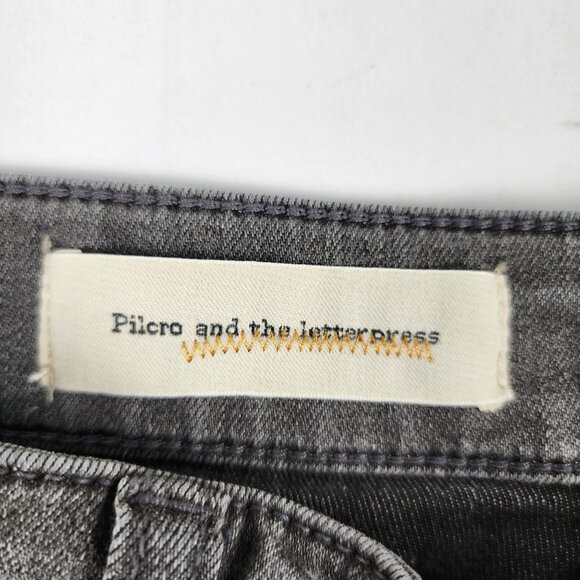 Pilcro and the letterpress